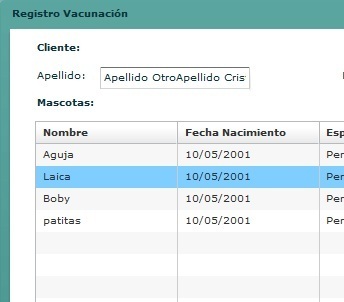 Registro Vacunación
Cliente:
Apellido: Apellido OtroApellido Cris
Mascotas:
Nombre Fecha Nacimiento Esp
Aguja 10/05/2001 Per
Laica 10/05/2001 Per
Boby 10/05/2001 Per
patitas 10/05/2001 Per